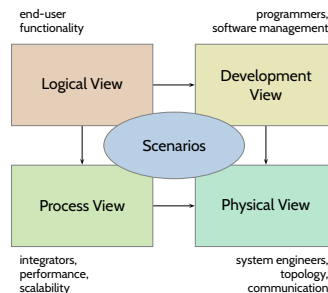 end-user
functionality
programmers,
software management
Logical View
Development
View
Scenarios
Process View
Physical View
integrators,
performance,
scalability
system engineers,
topology,
communication